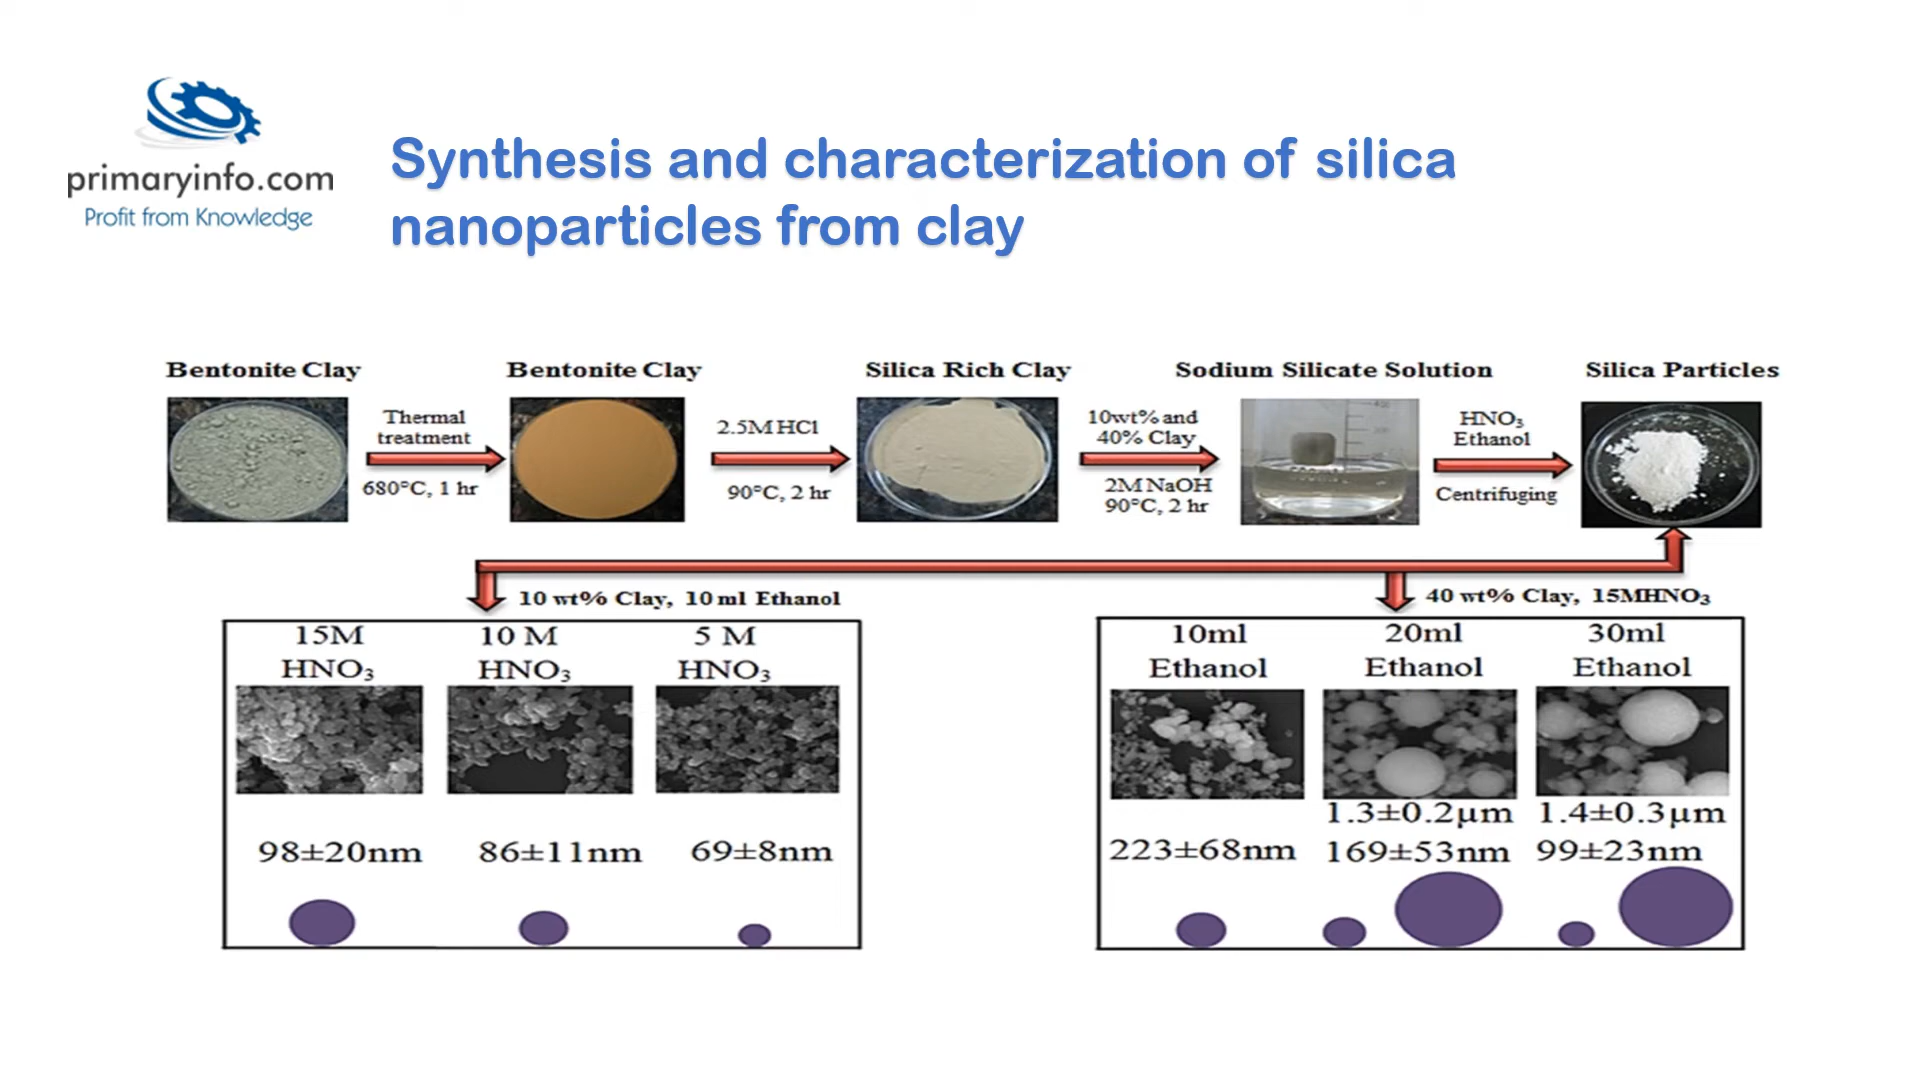 primaryinfo.com
Profit from Knowledge
Synthesis and characterization of silica
nanoparticles from clay
Bentonite Clay
Thermal
treatment
680°C, 1 hr
Bentonite Clay
2.5M HCl
90°C, 2 hr
Silica Rich Clay
10wt% and
40% Clay
2M NaOH
90°C, 2 hr
Sodium Silicate Solution
HNO₃
Ethanol
Centrifuging
Silica Particles
10 wt% Clay, 10 ml Ethanol
15M
HNO₃
98±20nm
10 M
HNO₃
86±11nm
5 M
HNO₃
69±8nm
40 wt% Clay, 15MHNO₃
10ml
Ethanol
223±68nm
20ml
Ethanol
1.3±0.2µm
169±53nm
30ml
Ethanol
1.4±0.3µm
99±23nm